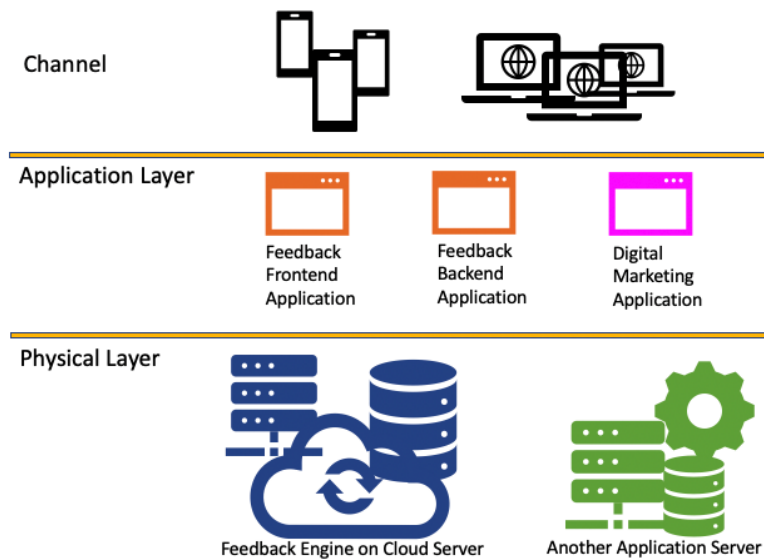 Channel
Application Layer
Feedback
Frontend
Application
Feedback
Backend
Application
Digital
Marketing
Application
Physical Layer
Feedback Engine on Cloud Server
Another Application Server